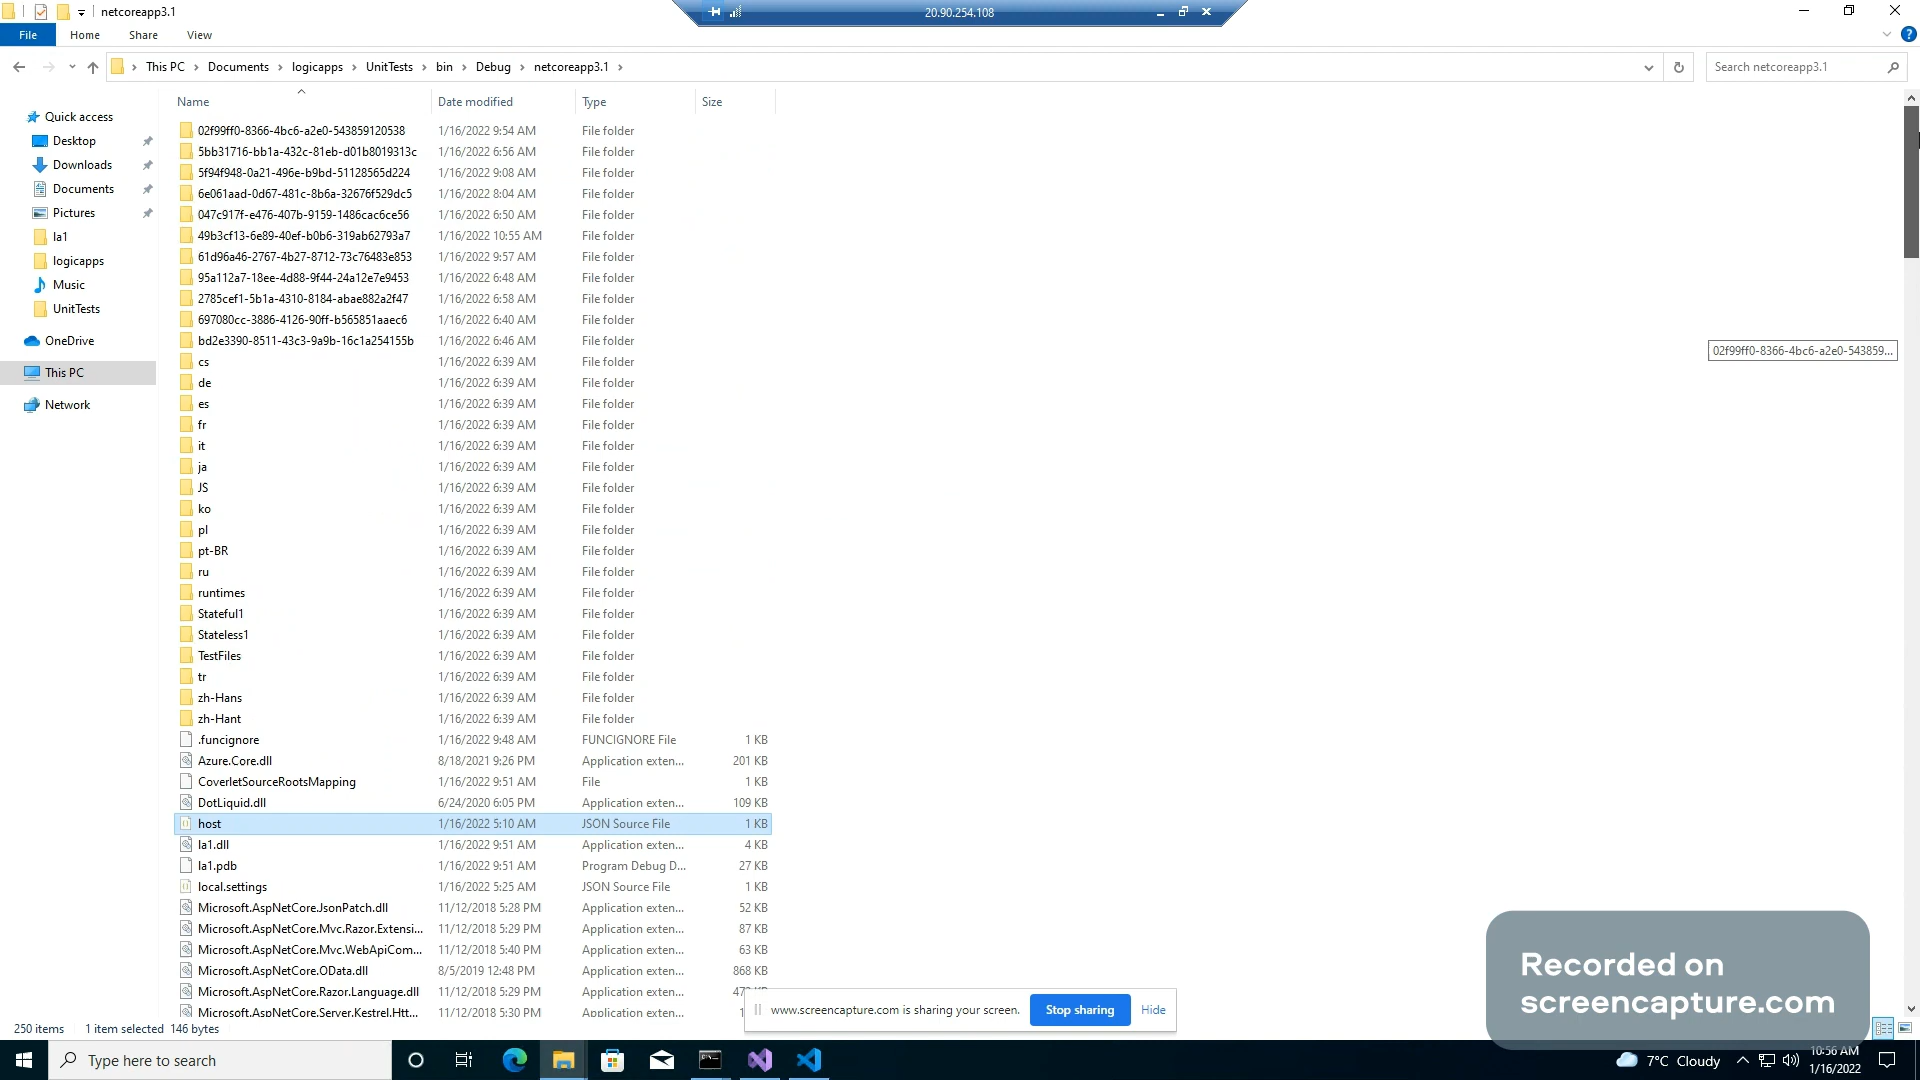 netcoreapp3.1
20.90.254.108
File Home Share View
This PC Documents logicapps UnitTests bin Debug netcoreapp3.1
Search netcoreapp3.1
Name Date modified Type Size
Quick access
Desktop
Downloads
Documents
Pictures
la1
logicapps
Music
UnitTests
OneDrive
This PC
Network
02f99ff0-8366-4bc6-a2e0-543859120538 1/16/2022 9:54 AM File folder
5bb31716-bb1a-432c-81eb-d01b8019313c 1/16/2022 6:56 AM File folder
5f94f948-0a21-496e-b9bd-51128565d224 1/16/2022 9:08 AM File folder
6e061aad-0d67-481c-8b6a-32676f529dc5 1/16/2022 8:04 AM File folder
047c917f-e476-407b-9159-1486cac6ce56 1/16/2022 6:50 AM File folder
49b3cf13-6e89-40ef-b0b6-319ab62793a7 1/16/2022 10:55 AM File folder
61d96a46-2767-4b27-8712-73c76483e853 1/16/2022 9:57 AM File folder
95a112a7-18ee-4d88-9f44-24a12e7e9453 1/16/2022 6:48 AM File folder
2785cef1-5b1a-4310-8184-abae882a2f47 1/16/2022 6:58 AM File folder
697080cc-3886-4126-90ff-b565851aaec6 1/16/2022 6:40 AM File folder
bd2e3390-8511-43c3-9a9b-16c1a254155b 1/16/2022 6:46 AM File folder
cs 1/16/2022 6:39 AM File folder
de 1/16/2022 6:39 AM File folder
es 1/16/2022 6:39 AM File folder
fr 1/16/2022 6:39 AM File folder
it 1/16/2022 6:39 AM File folder
ja 1/16/2022 6:39 AM File folder
JS 1/16/2022 6:39 AM File folder
ko 1/16/2022 6:39 AM File folder
pl 1/16/2022 6:39 AM File folder
pt-BR 1/16/2022 6:39 AM File folder
ru 1/16/2022 6:39 AM File folder
runtimes 1/16/2022 6:39 AM File folder
Stateful1 1/16/2022 6:39 AM File folder
Stateless1 1/16/2022 6:39 AM File folder
TestFiles 1/16/2022 6:39 AM File folder
tr 1/16/2022 6:39 AM File folder
zh-Hans 1/16/2022 6:39 AM File folder
zh-Hant 1/16/2022 6:39 AM File folder
.funcignore 1/16/2022 9:48 AM FUNCIGNORE File 1 KB
Azure.Core.dll 8/18/2021 9:26 PM Application exten... 201 KB
CoverletSourceRootsMapping 1/16/2022 9:51 AM File 1 KB
DotLiquid.dll 6/24/2020 6:05 PM Application exten... 109 KB
host 1/16/2022 5:10 AM JSON Source File 1 KB
la1.dll 1/16/2022 9:51 AM Application exten... 4 KB
la1.pdb 1/16/2022 9:51 AM Program Debug D... 27 KB
local.settings 1/16/2022 5:25 AM JSON Source File 1 KB
Microsoft.AspNetCore.JsonPatch.dll 11/12/2018 5:28 PM Application exten... 52 KB
Microsoft.AspNetCore.Mvc.Razor.Extensi... 11/12/2018 5:29 PM Application exten... 87 KB
Microsoft.AspNetCore.Mvc.WebApiCom... 11/12/2018 5:40 PM Application exten... 63 KB
Microsoft.AspNetCore.OData.dll 8/5/2019 12:48 PM Application exten... 868 KB
Microsoft.AspNetCore.Razor.Language.dll 11/12/2018 5:29 PM Application exten...
Microsoft.AspNetCore.Server.Kestrel.Htt... 11/12/2018 5:30 PM Application exten...
02f99ff0-8366-4bc6-a2e0-543859...
www.screencapture.com is sharing your screen. Stop sharing Hide
Recorded on
screencapture.com
250 items 1 item selected 146 bytes
Type here to search
7°C Cloudy
10:56 AM
1/16/2022